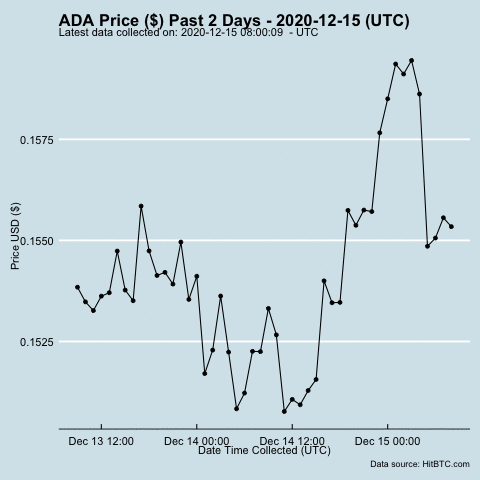 ADA Price ($) Past 2 Days - 2020-12-15 (UTC)
Latest data collected on: 2020-12-15 08:00:09  - UTC
0.1575
0.1550
0.1525
Price USD ($)
Dec 13 12:00
Dec 14 00:00
Dec 14 12:00
Dec 15 00:00
Date Time Collected (UTC)
Data source: HitBTC.com